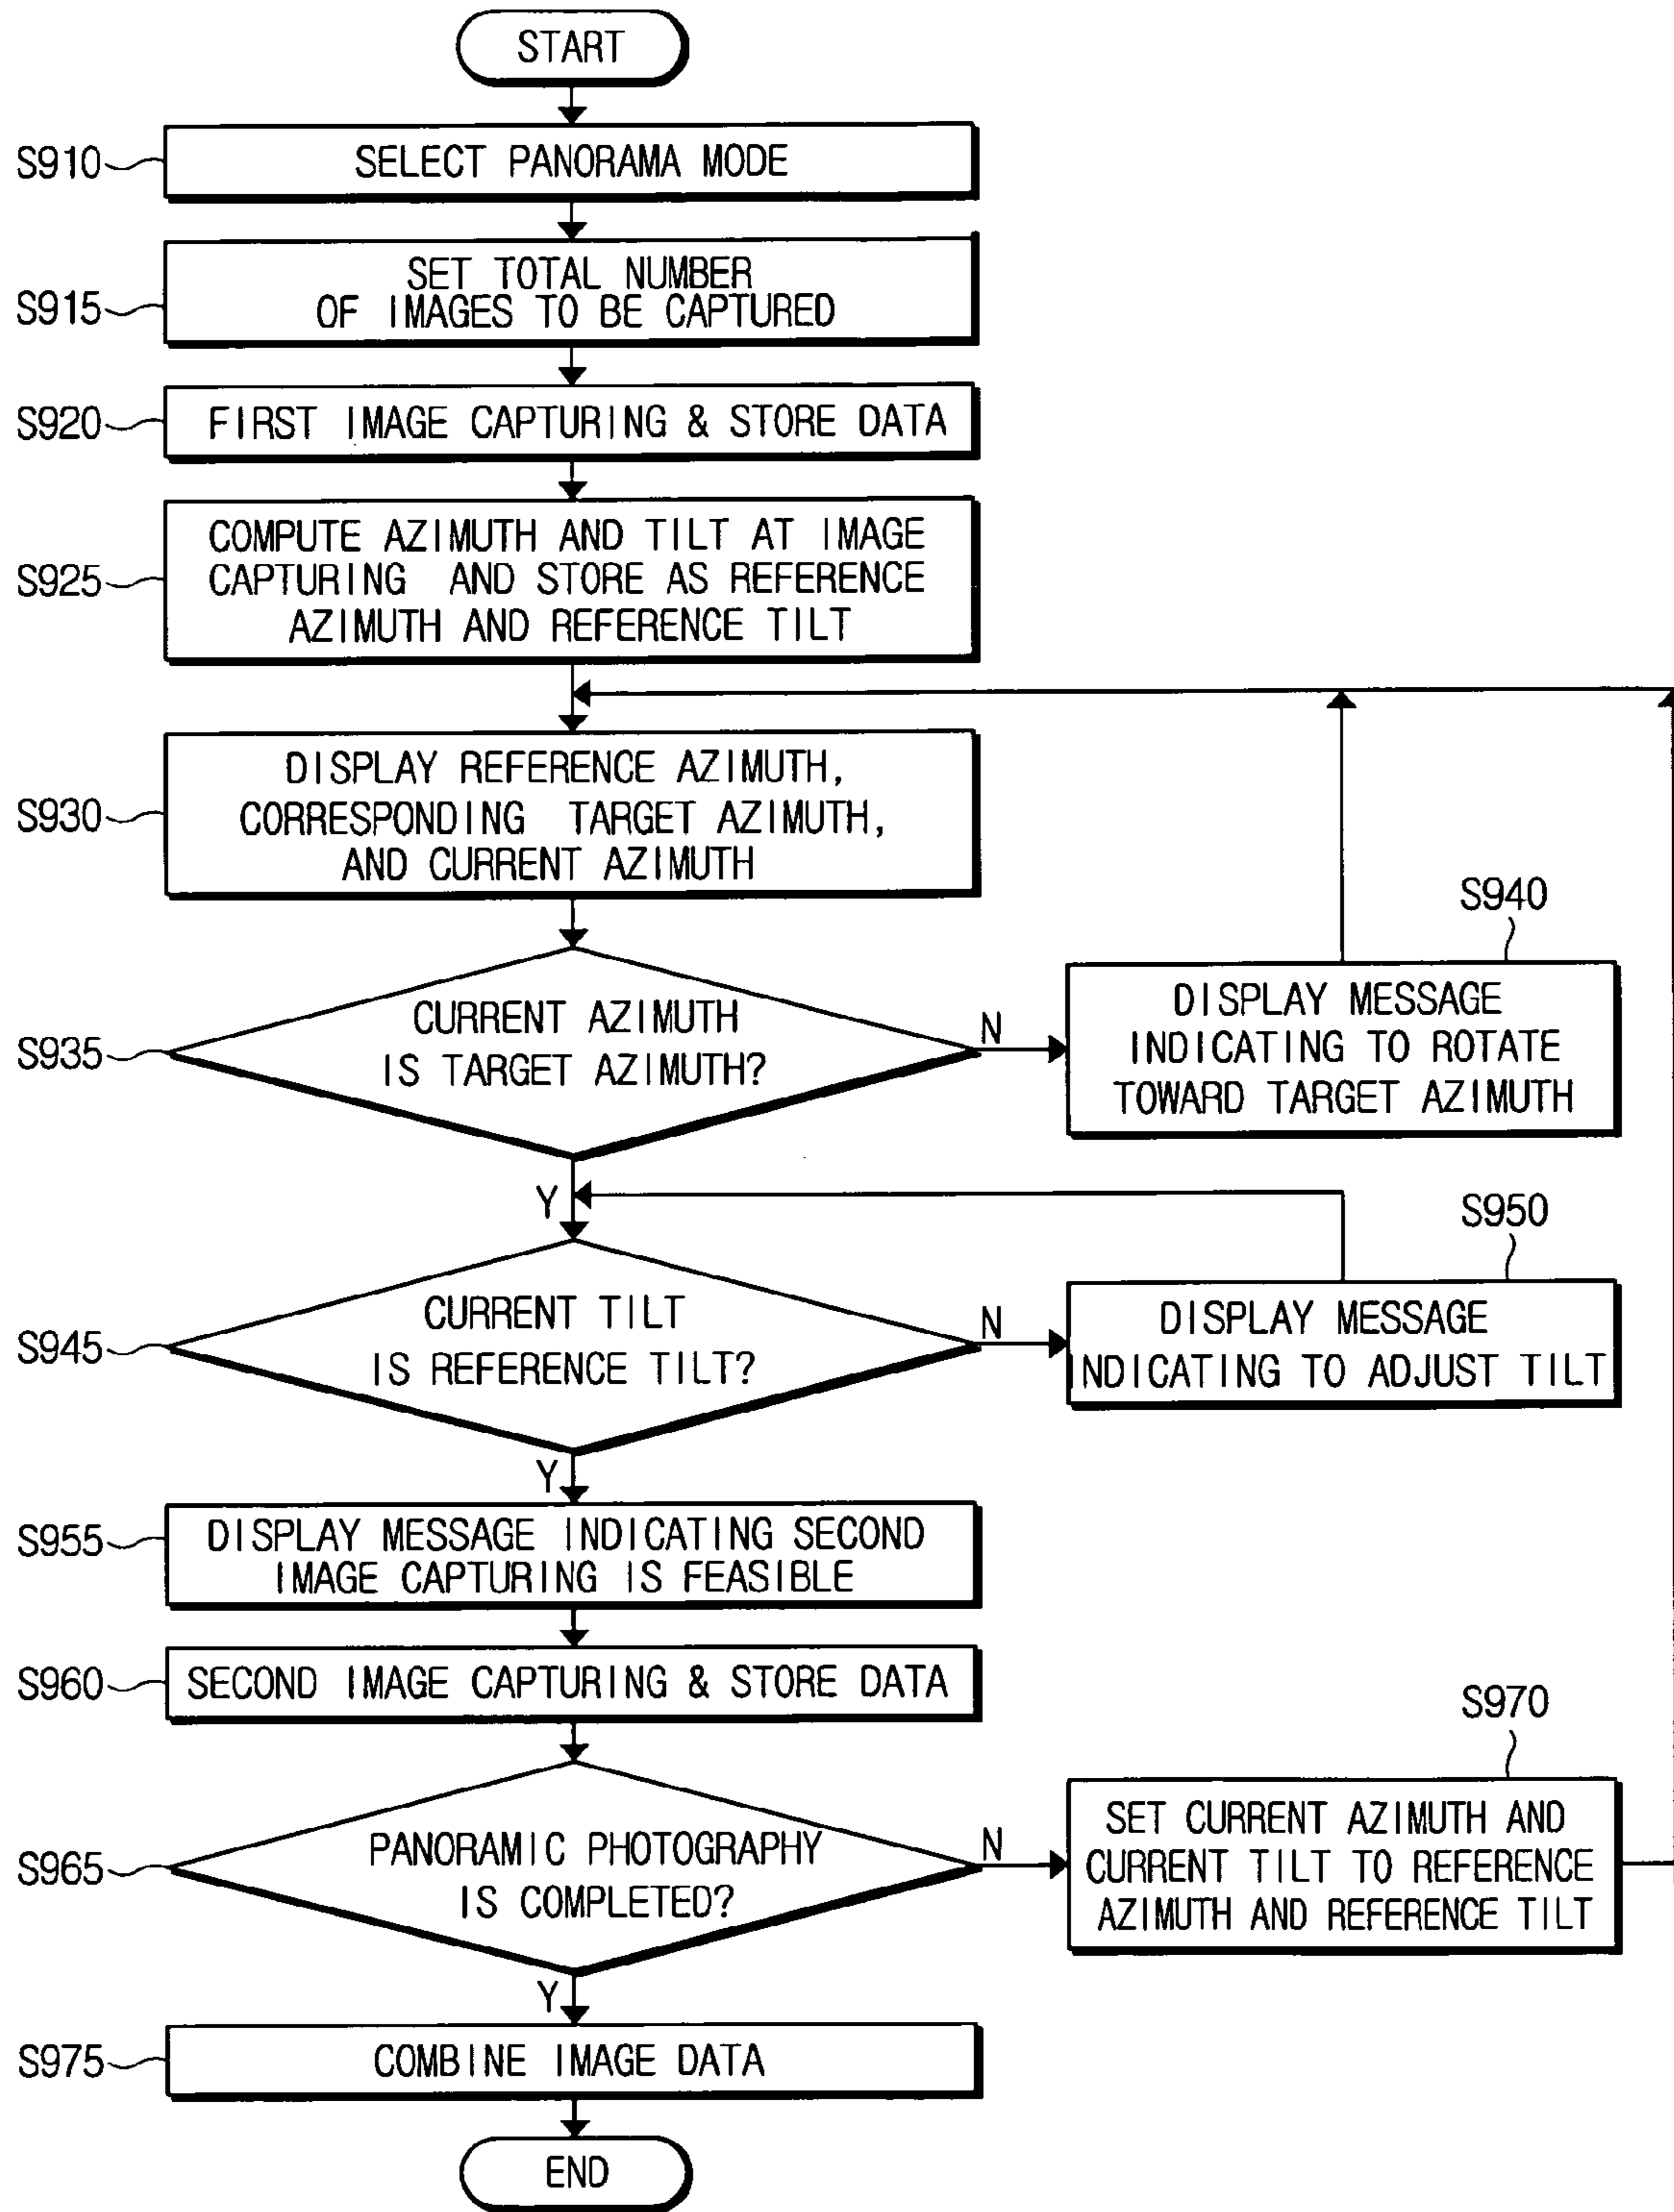 START
S910
SELECT PANORAMA MODE
S915
SET TOTAL NUMBER
OF IMAGES TO BE CAPTURED
S920
FIRST IMAGE CAPTURING & STORE DATA
S925
COMPUTE AZIMUTH AND TILT AT IMAGE
CAPTURING AND STORE AS REFERENCE
AZIMUTH AND REFERENCE TILT
S930
DISPLAY REFERENCE AZIMUTH,
CORRESPONDING TARGET AZIMUTH,
AND CURRENT AZIMUTH
S935
CURRENT AZIMUTH
IS TARGET AZIMUTH?
N
S940
DISPLAY MESSAGE
INDICATING TO ROTATE
TOWARD TARGET AZIMUTH
Y
S945
CURRENT TILT
IS REFERENCE TILT?
N
S950
DISPLAY MESSAGE
INDICATING TO ADJUST TILT
Y
S955
DISPLAY MESSAGE INDICATING SECOND
IMAGE CAPTURING IS FEASIBLE
S960
SECOND IMAGE CAPTURING & STORE DATA
S965
PANORAMIC PHOTOGRAPHY
IS COMPLETED?
N
S970
SET CURRENT AZIMUTH AND
CURRENT TILT TO REFERENCE
AZIMUTH AND REFERENCE TILT
Y
S975
COMBINE IMAGE DATA
END